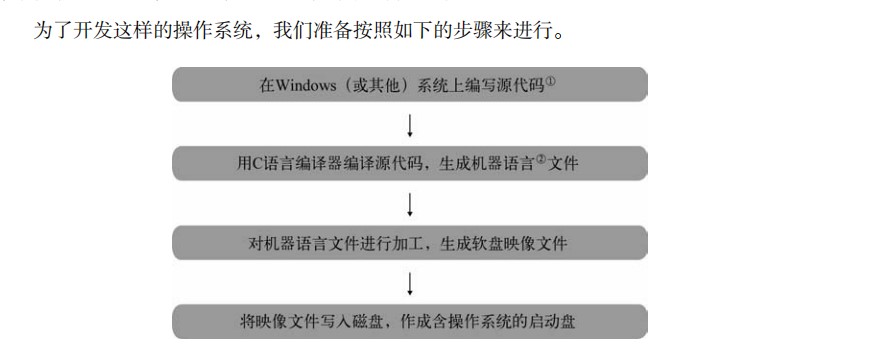 为了开发这样的操作系统，我们准备按照如下的步骤来进行。
在Windows（或其他）系统上编写源代码①
用C语言编译器编译源代码，生成机器语言②文件
对机器语言文件进行加工，生成软盘映像文件
将映像文件写入磁盘，作成含操作系统的启动盘